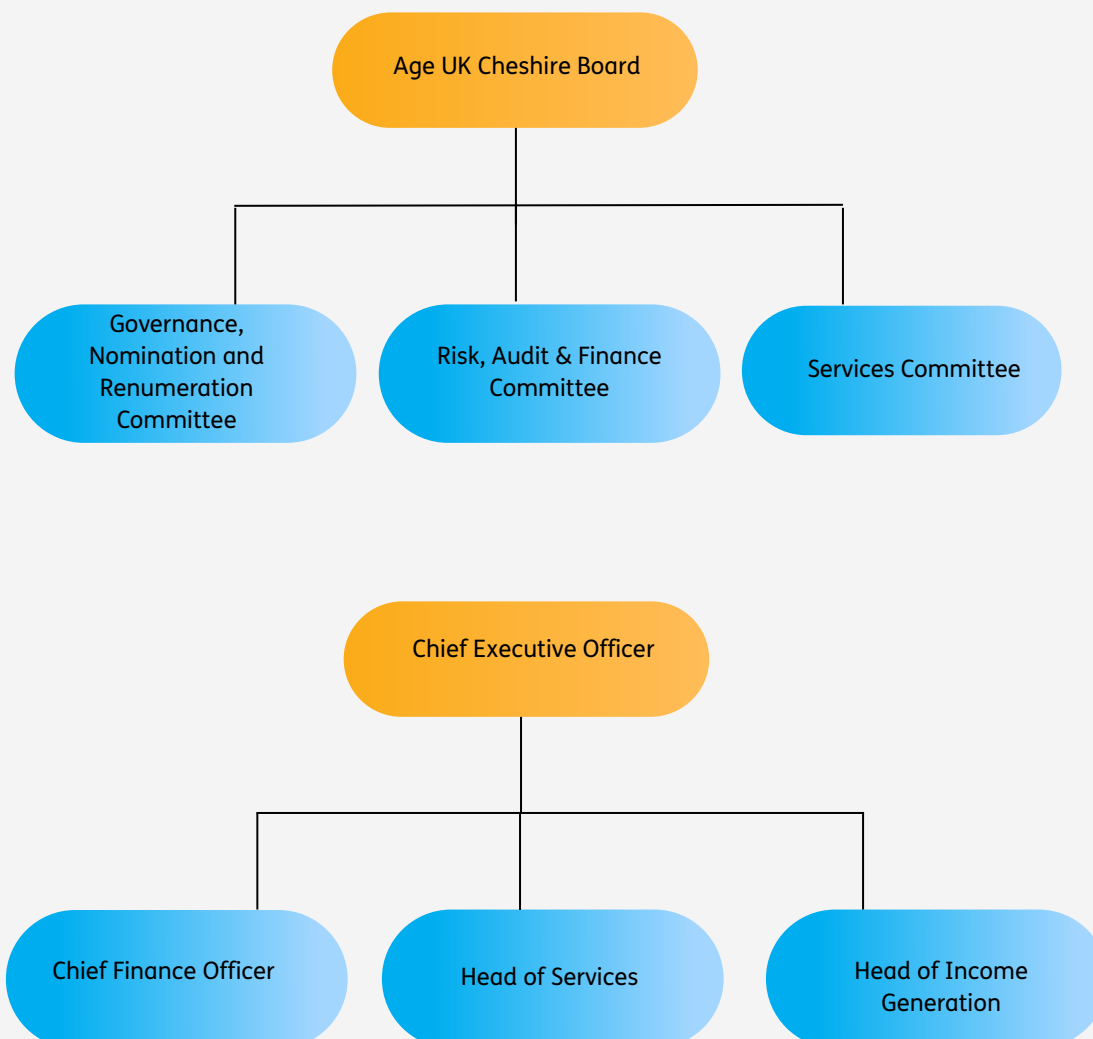 Age UK Cheshire Board
Governance,
Nomination and
Renumeration
Committee
Risk, Audit & Finance
Committee
Services Committee
Chief Executive Officer
Chief Finance Officer
Head of Services
Head of Income
Generation